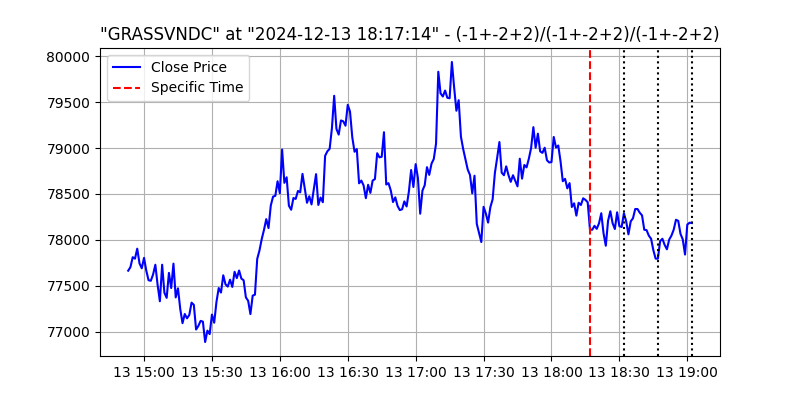 "GRASSVNDC" at "2024-12-13 18:17:14" - (-1+-2+2)/(-1+-2+2)/(-1+-2+2)
Close Price
Specific Time
80000
79500
79000
78500
78000
77500
77000
13 15:00 13 15:30 13 16:00 13 16:30 13 17:00 13 17:30 13 18:00 13 18:30 13 19:00